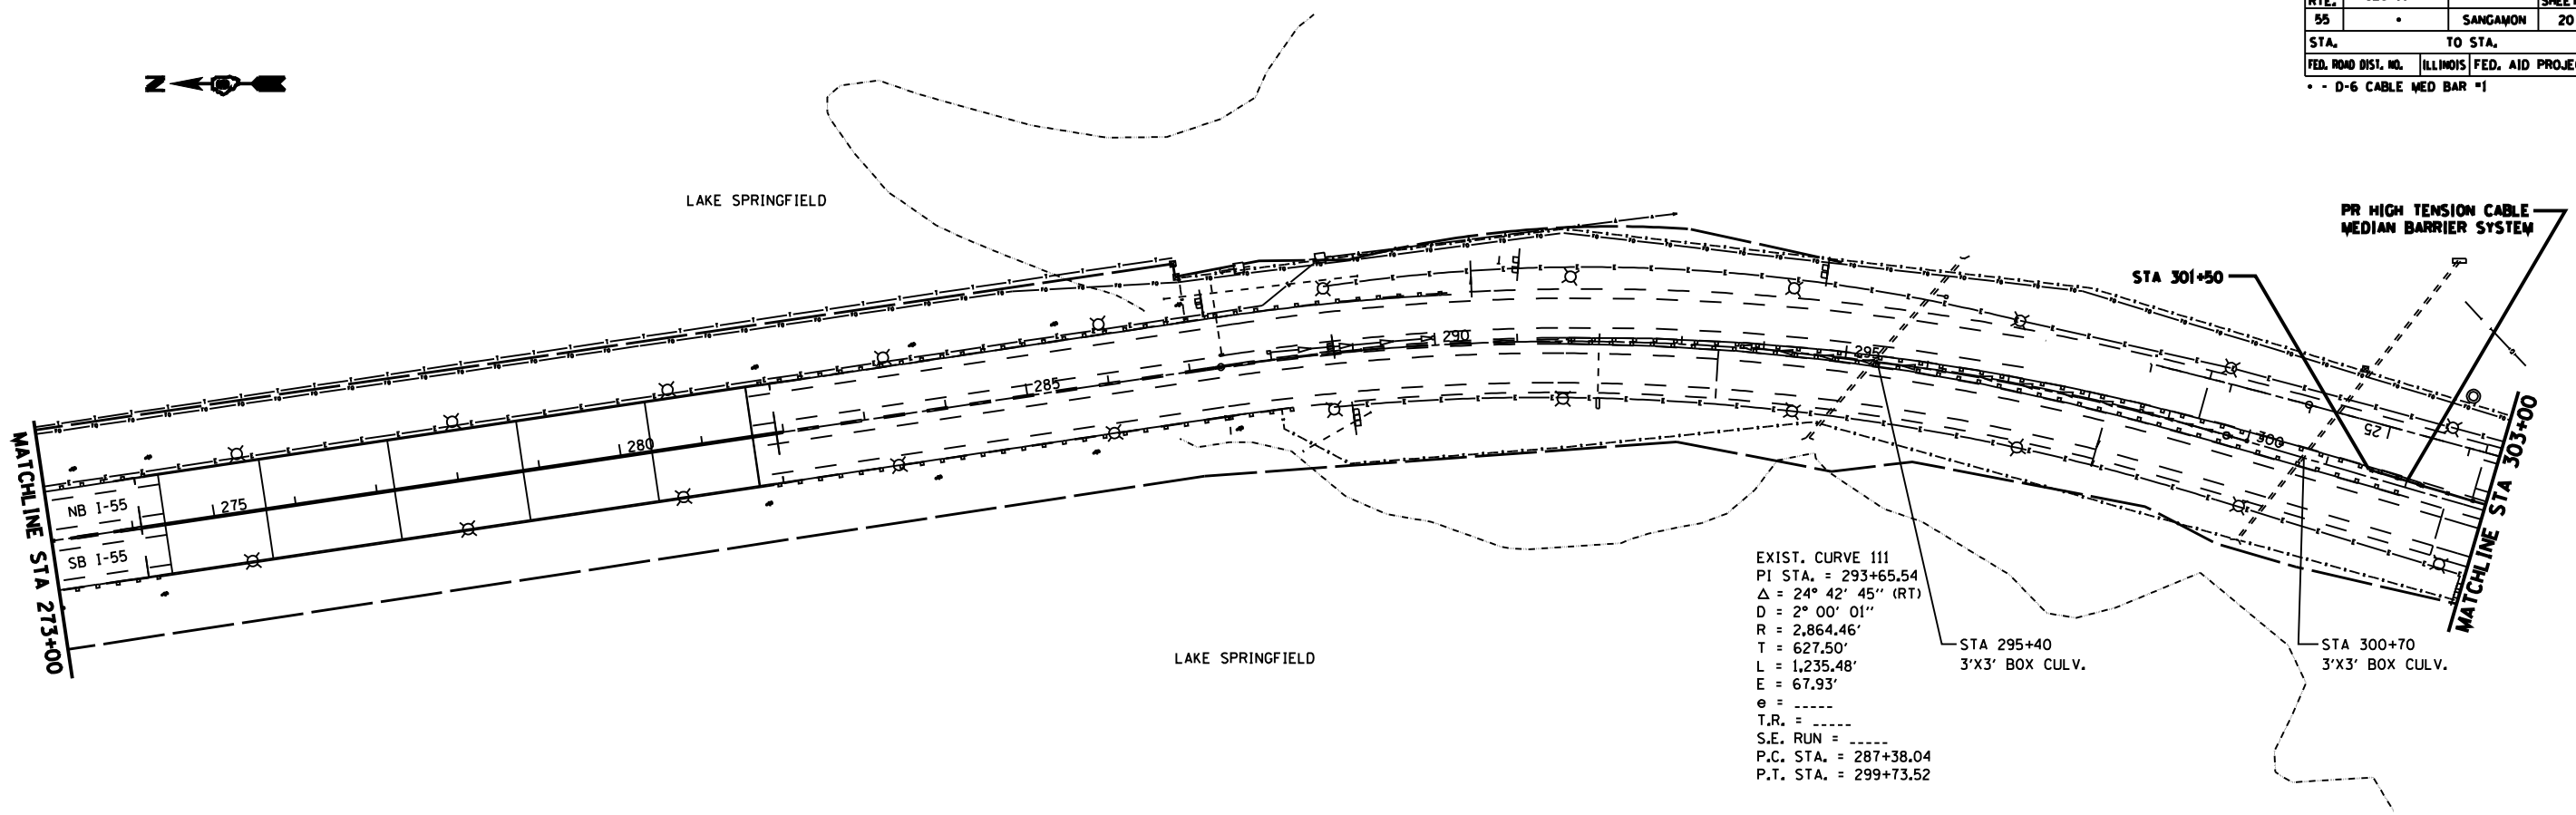 55 • SANGAMON 20
STA. TO STA.
FED. ROAD DIST. NO. ILLINOIS FED. AID
• - D-6 CABLE MED BAR #1
N
LAKE SPRINGFIELD
PR HIGH TENSION CABLE
MEDIAN BARRIER SYSTEM
STA 301+50
MATCHLINE STA 273+00
NB I-55
SB I-55
275
280
285
290
295
300
25
MATCHLINE STA 303+00
LAKE SPRINGFIELD
EXIST. CURVE 111
PI STA. = 293+65.54
Δ = 24° 42' 45'' (RT)
D = 2° 00' 01''
R = 2,864.46'
T = 627.50'
L = 1,235.48'
E = 67.93'
e = -----
T.R. = -----
S.E. RUN = -----
P.C. STA. = 287+38.04
P.T. STA. = 299+73.52
STA 295+40
3'X3' BOX CULV.
STA 300+70
3'X3' BOX CULV.